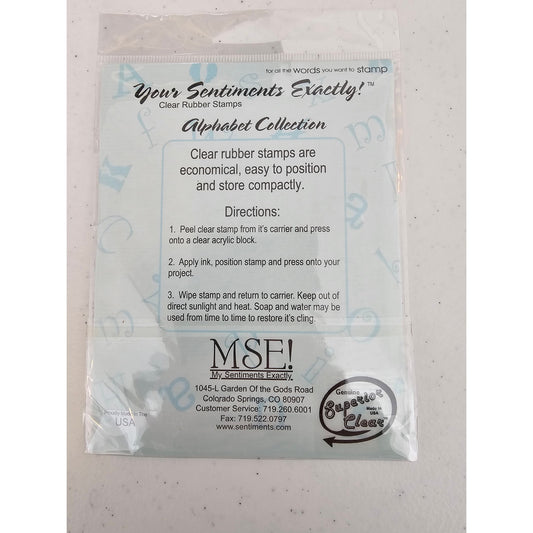 for all the words you want to stamp
Your Sentiments Exactly!™
Clear Rubber Stamps
Alphabet Collection
Clear rubber stamps are
economical, easy to position
and store compactly.
Directions:
1. Peel clear stamp from it's carrier and press
onto a clear acrylic block.
2. Apply ink, position stamp and press onto your
project.
3. Wipe stamp and return to carrier. Keep out of
direct sunlight and heat. Soap and water may be
used from time to time to restore it's cling.
MSE!
My Sentiments Exactly
1045-L Garden Of the Gods Road
Colorado Springs, CO 80907
Customer Service: 719.260.6001
Fax: 719.522.0797
www.sentiments.com
Proudly Made In The
USA
Genuine
Superior
Made In
USA
Clear